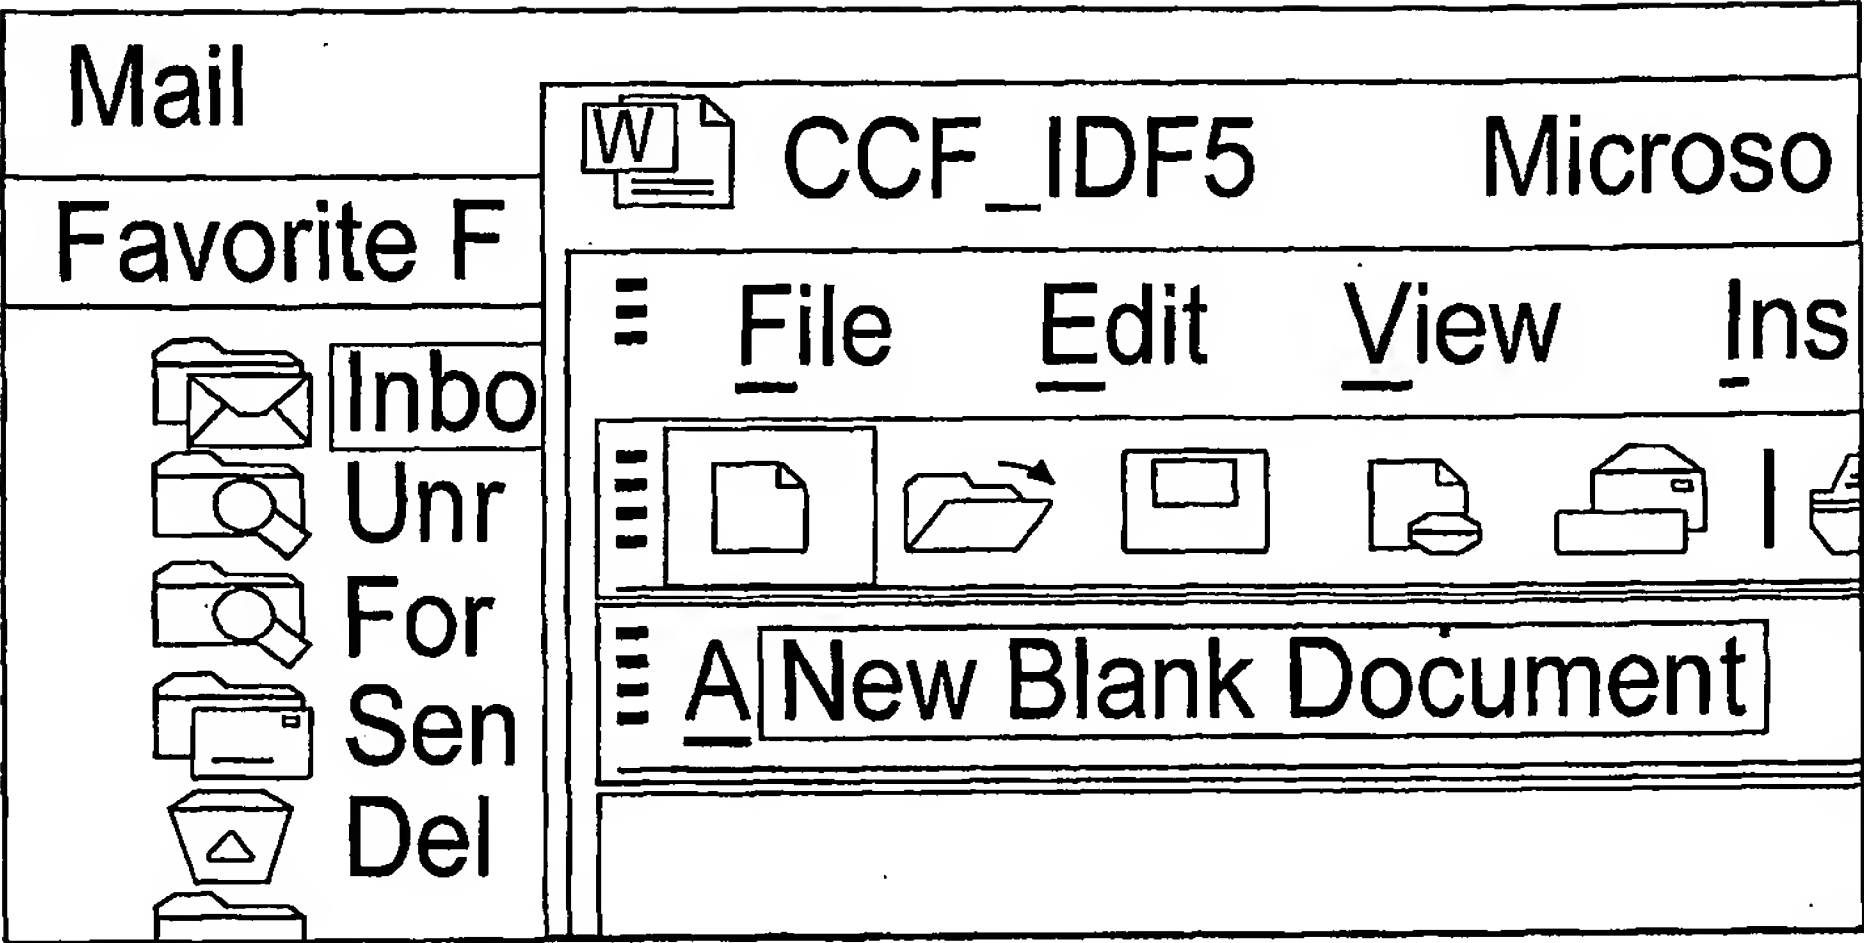 Mail
W CCF_IDF5 Microso
Favorite F
File Edit View Ins
Inbo
Unr
For
A New Blank Document
Sen
Del